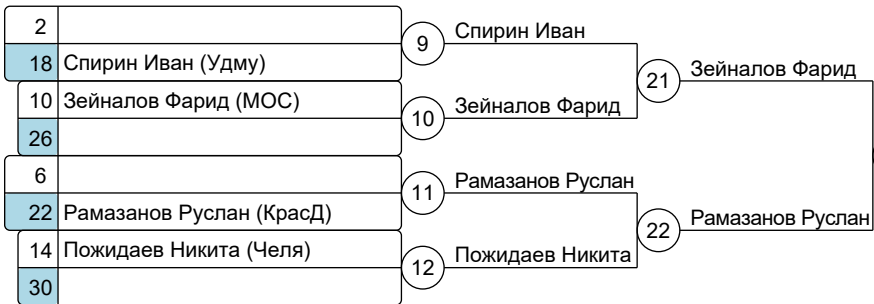 2
18 Спирин Иван (Удму)
10 Зейналов Фарид (МОС)
26
6
22 Рамазанов Руслан (КрасД)
14 Пожидаев Никита (Челя)
30
9
Спирин Иван
10
Зейналов Фарид
11
Рамазанов Руслан
12
Пожидаев Никита
21
Зейналов Фарид
22
Рамазанов Руслан